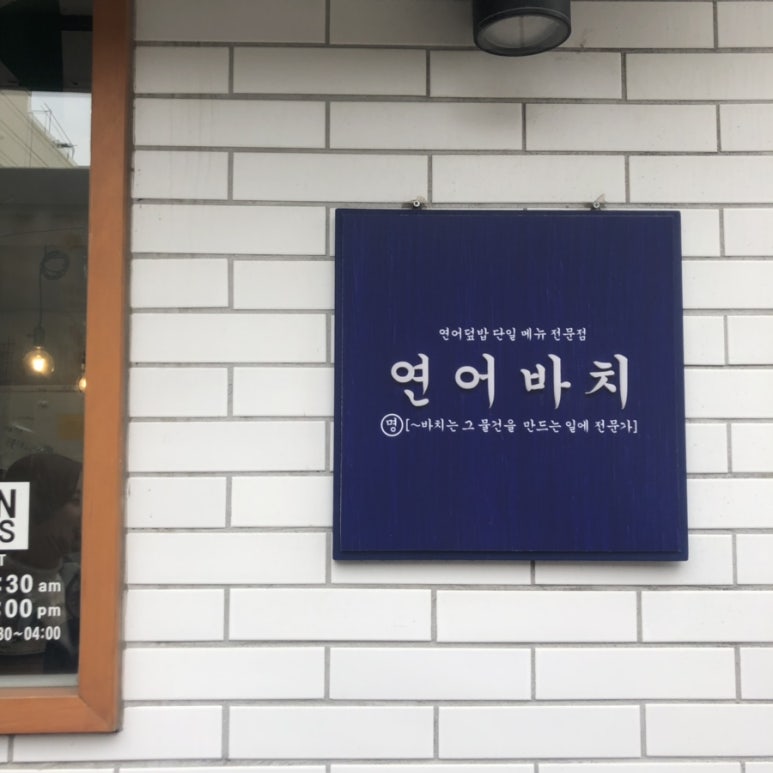 연어덮밥 단일 메뉴 전문점
연어바치
명 [~바치는 그 물건을 만드는 일에 전문가]
N
S
T
:30 am
:00 pm
30~04:00